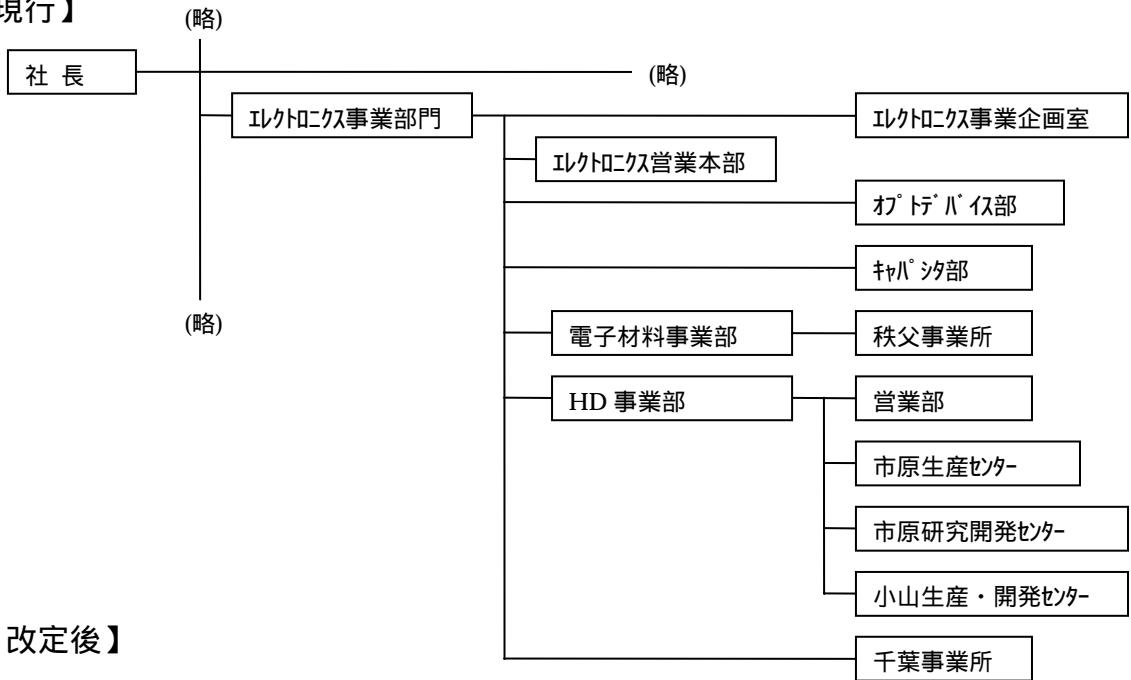 現行】
(略)
社 長
(略)
ｴﾚｸﾄﾛﾆｸｽ事業部門
ｴﾚｸﾄﾛﾆｸｽ事業企画室
ｴﾚｸﾄﾛﾆｸｽ営業本部
ｵﾌﾟﾄﾃﾞﾊﾞｲｽ部
ｷｬﾊﾟｼﾀ部
(略)
電子材料事業部
秩父事業所
HD 事業部
営業部
市原生産ｾﾝﾀｰ
市原研究開発ｾﾝﾀｰ
小山生産・開発ｾﾝﾀｰ
改定後】
千葉事業所